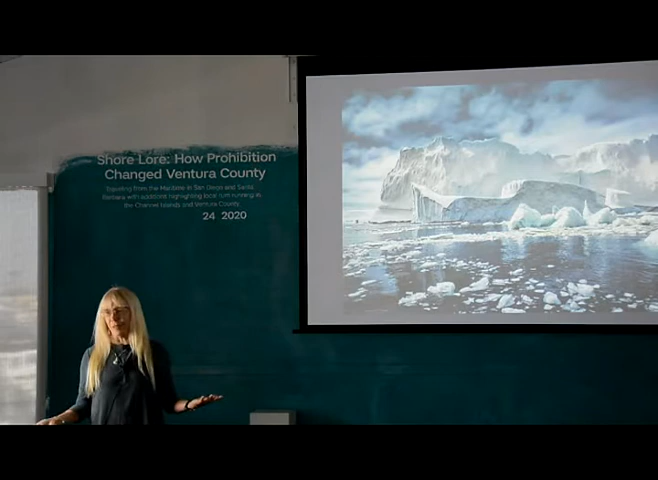 Shore Lore: How Prohibition
Changed Ventura County
Traveling from the Maritime in San Diego and Santa
Barbara with additions highlighting local rum running in
the Channel Islands and Ventura County
24 2020